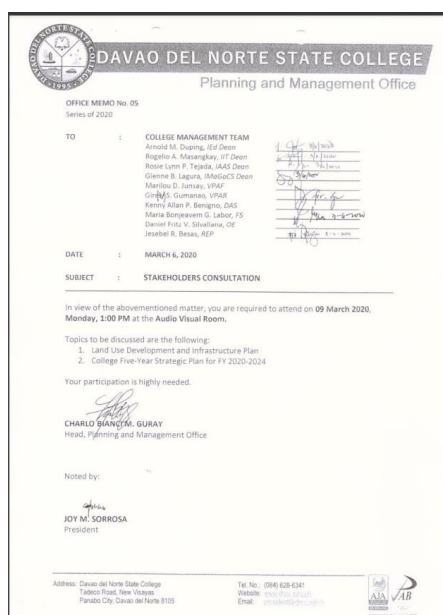 DAVAO DEL NORTE STATE COLLEGE
DAVAO DEL NORTE STATE COLLEGE
1995
Planning and Management Office
OFFICE MEMO No. 05
Series of 2020
TO : COLLEGE MANAGEMENT TEAM
Arnold M. Duping, IEd Dean
Rogelio A. Masangkay, IIT Dean
Rosie Lynn P. Tejada, IAAS Dean
Glenne B. Lagura, IMaGoCS Dean
Marilou D. Junsay, VPAF
S. Gumanao, VPAR
Kenny Allan P. Benigno, DAS
Maria Bonjeavem G. Labor, FS
Daniel Fritz V. Silvallana, OE
Jesebel R. Besas, REP
DATE : MARCH 6, 2020
SUBJECT : STAKEHOLDERS CONSULTATION
In view of the abovementioned matter, you are required to attend on 09 March 2020,
Monday, 1:00 PM at the Audio Visual Room.
Topics to be discussed are the following:
1. Land Use Development and Infrastructure Plan
2. College Five-Year Strategic Plan for FY 2020-2024
Your participation is highly needed.
CHARLO M. GURAY
Head, Planning and Management Office
Noted by:
JOY M. SORROSA
President
Address: Davao del Norte State College
Tadeco Road, New Visayas
Panabo City, Davao del Norte 8105
Tel. No.: (084) 628-6341
Website:
Email:
AJA
AB